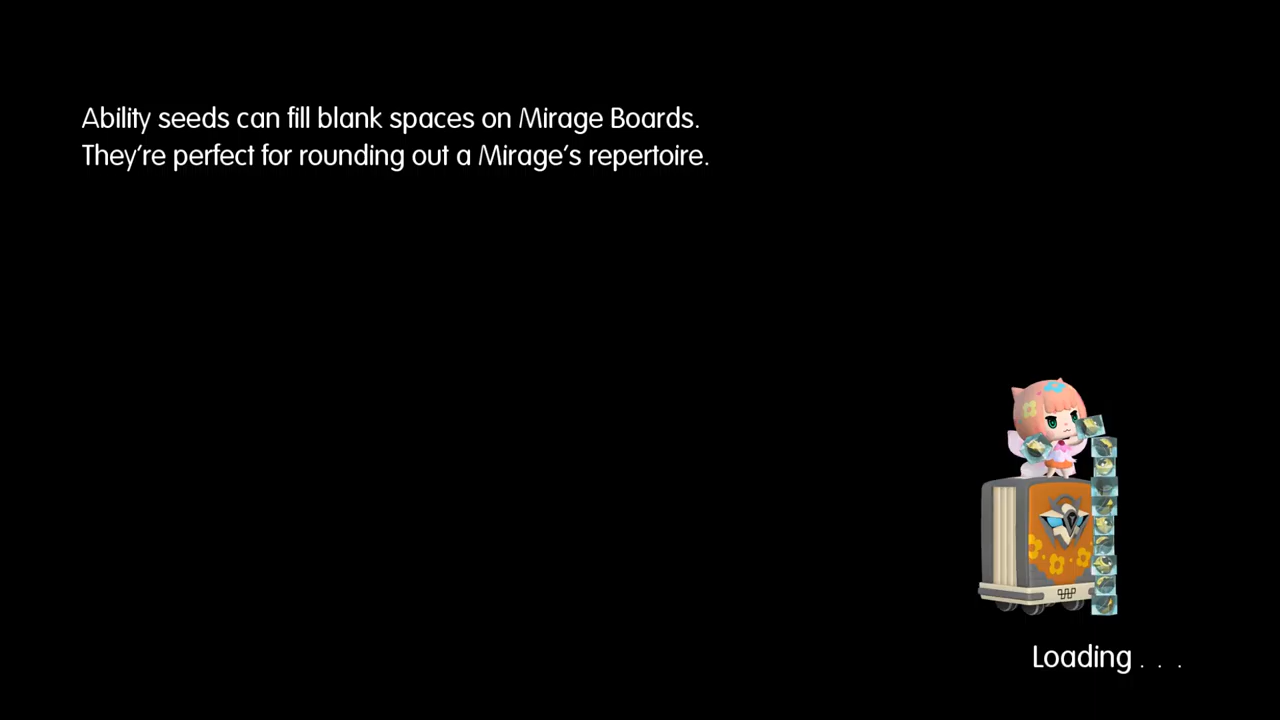 Ability seeds can fill blank spaces on Mirage Boards.
They're perfect for rounding out a Mirage's repertoire.
Loading . . .